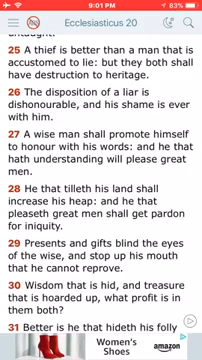 9:01 PM
83%
Ecclesiasticus 20
untaught.
25 A thief is better than a man that is
accustomed to lie: but they both shall
have destruction to heritage.
26 The disposition of a liar is
dishonourable, and his shame is ever
with him.
27 A wise man shall promote himself
to honour with his words: and he that
hath understanding will please great
men.
28 He that tilleth his land shall
increase his heap: and he that
pleaseth great men shall get pardon
for iniquity.
29 Presents and gifts blind the eyes
of the wise, and stop up his mouth
that he cannot reprove.
30 Wisdom that is hid, and treasure
that is hoarded up, what profit is in
them both?
31 Better is he that hideth his folly
Women's
Shoes
amazon